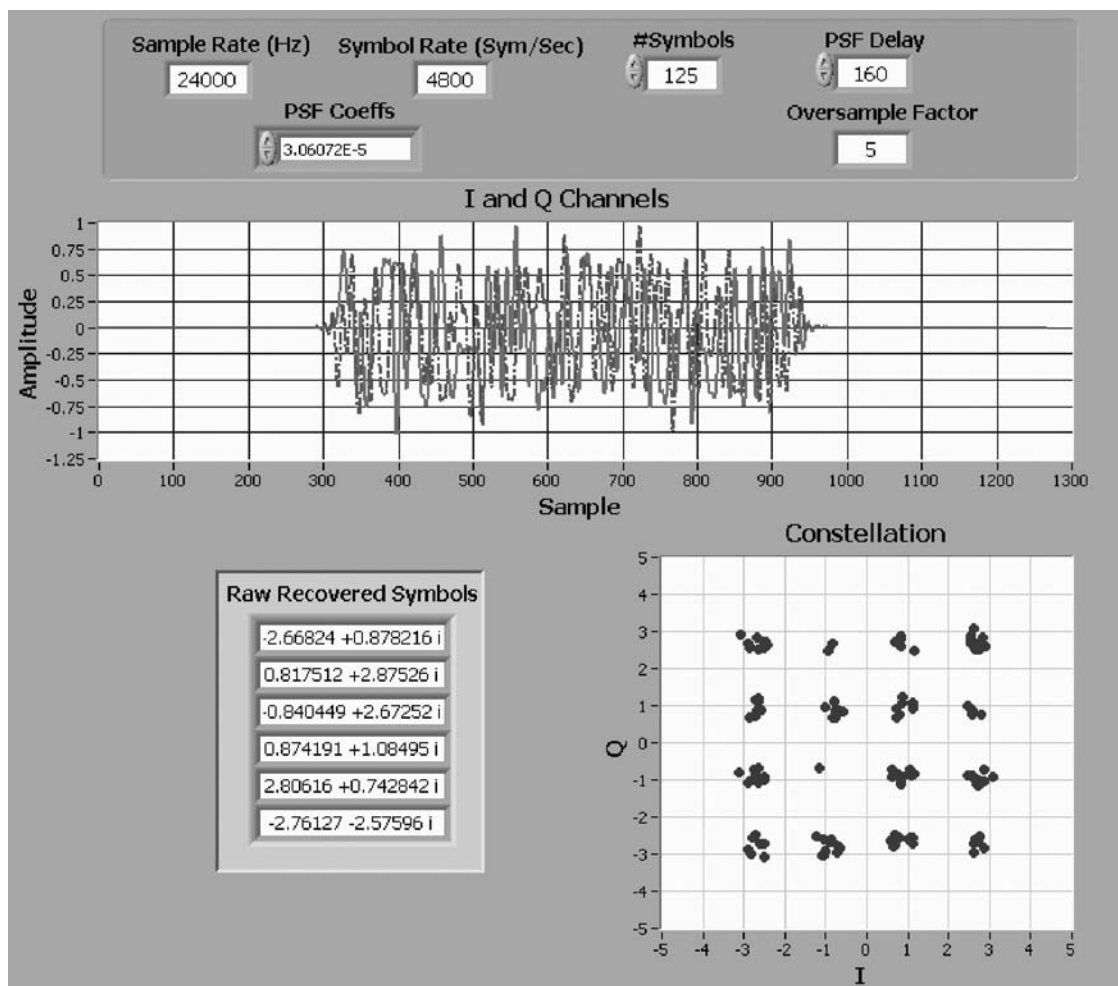 Sample Rate (Hz) Symbol Rate (Sym/Sec) #Symbols PSF Delay
24000 4800 125 160
PSF Coeffs Oversample Factor
3.06072E-5 5
I and Q Channels
1
0.75
0.5
0.25
0
-0.25
-0.5
-0.75
-1
-1.25
Amplitude
0 100 200 300 400 500 600 700 800 900 1000 1100 1200 1300
Sample
Raw Recovered Symbols
-2.66824 +0.878216 i
0.817512 +2.87526 i
-0.840449 +2.67252 i
0.874191 +1.08495 i
2.80616 +0.742842 i
-2.76127 -2.57596 i
Constellation
5
4
3
2
1
0
-1
-2
-3
-4
-5
Q
-5 -4 -3 -2 -1 0 1 2 3 4 5
I